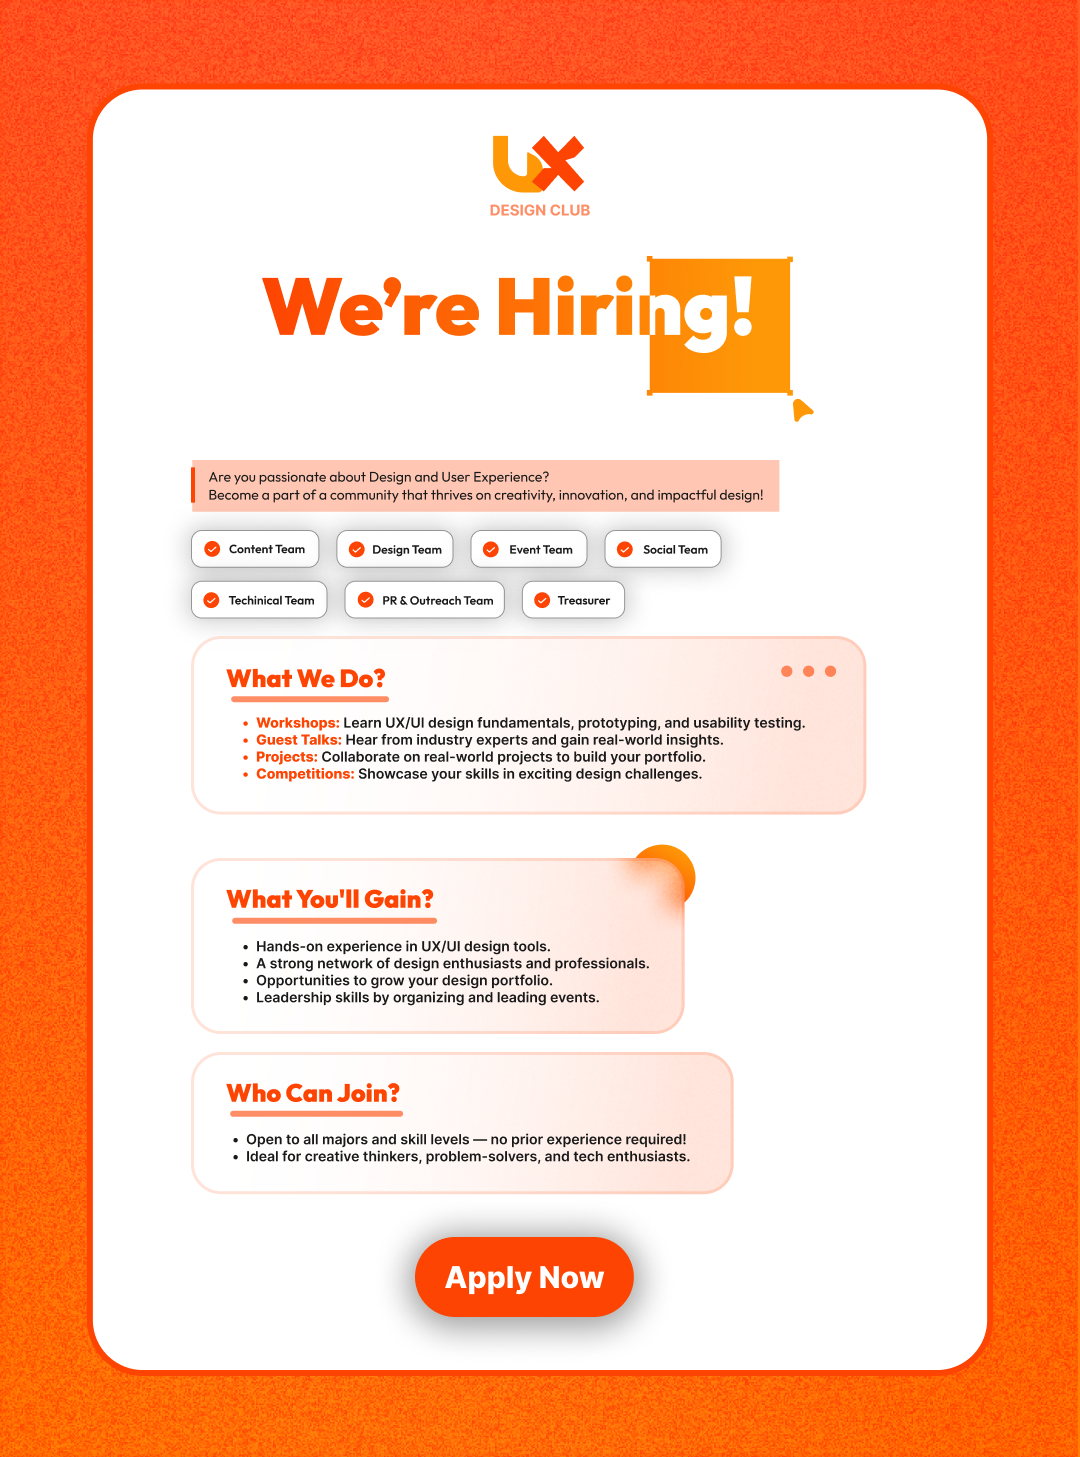 UX
DESIGN CLUB
We’re Hiring!
Are you passionate about Design and User Experience?
Become a part of a community that thrives on creativity, innovation, and impactful design!
Content Team
Design Team
Event Team
Social Team
Techinical Team
PR & Outreach Team
Treasurer
What We Do?
• Workshops: Learn UX/UI design fundamentals, prototyping, and usability testing.
• Guest Talks: Hear from industry experts and gain real-world insights.
• Projects: Collaborate on real-world projects to build your portfolio.
• Competitions: Showcase your skills in exciting design challenges.
What You'll Gain?
• Hands-on experience in UX/UI design tools.
• A strong network of design enthusiasts and professionals.
• Opportunities to grow your design portfolio.
• Leadership skills by organizing and leading events.
Who Can Join?
• Open to all majors and skill levels — no prior experience required!
• Ideal for creative thinkers, problem-solvers, and tech enthusiasts.
Apply Now